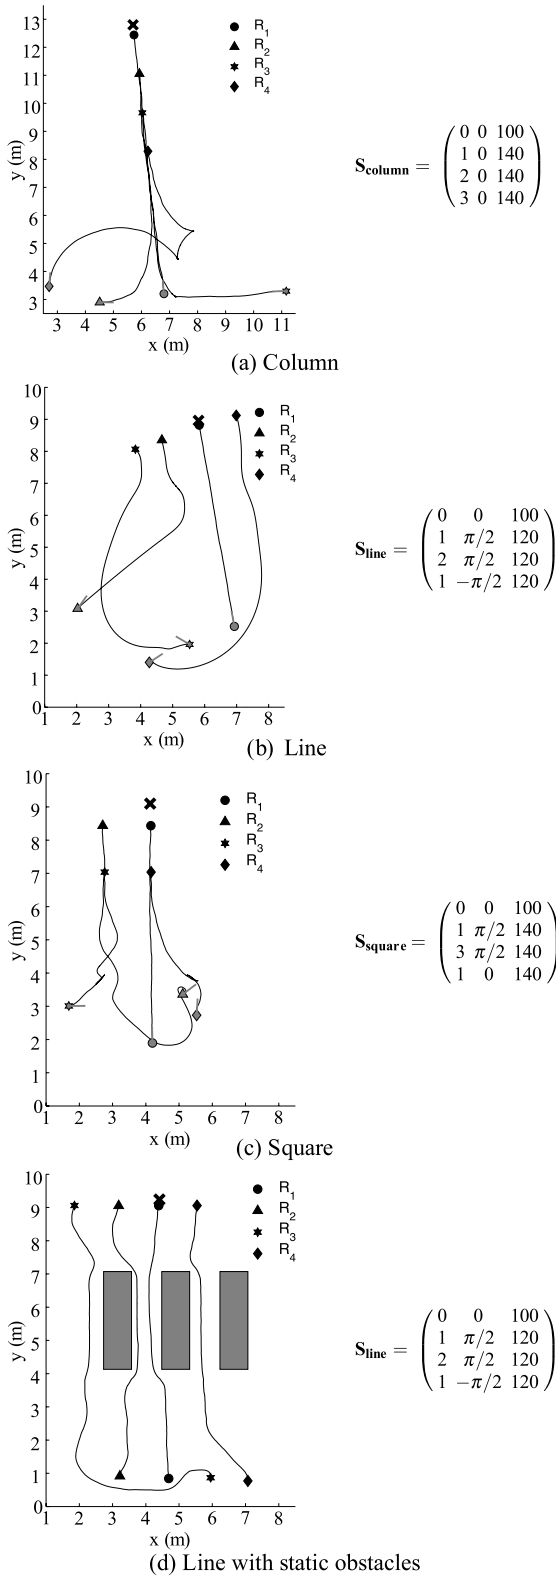 13
12
11
10
9
8
7
6
5
4
3
y (m)
R1
R2
R3
R4
3 4 5 6 7 8 9 10 11
x (m)
S_column = ( 0 0 100
1 0 140
2 0 140
3 0 140 )
(a) Column
10
9
8
7
6
5
4
3
2
1
0
y (m)
R1
R2
R3
R4
1 2 3 4 5 6 7 8
x (m)
S_line = ( 0 0 100
1 π/2 120
2 π/2 120
1 −π/2 120 )
(b) Line
10
9
8
7
6
5
4
3
2
1
0
y (m)
R1
R2
R3
R4
1 2 3 4 5 6 7 8
x (m)
S_square = ( 0 0 100
1 π/2 140
3 π/2 140
1 0 140 )
(c) Square
10
9
8
7
6
5
4
3
2
1
0
y (m)
R1
R2
R3
R4
1 2 3 4 5 6 7 8
x (m)
S_line = ( 0 0 100
1 π/2 120
2 π/2 120
1 −π/2 120 )
(d) Line with static obstacles